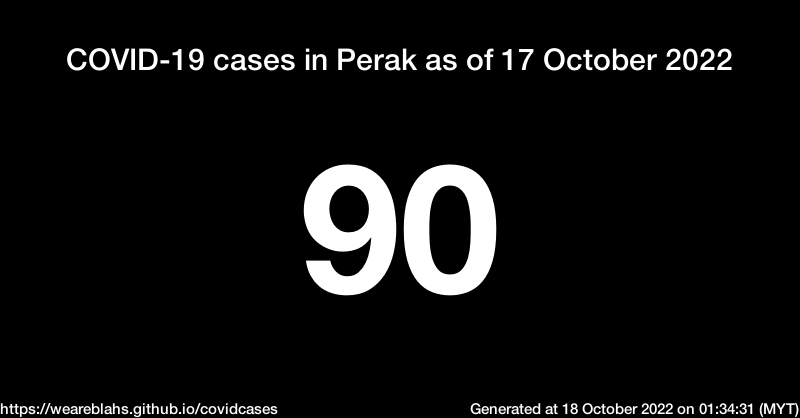 COVID-19 cases in Perak as of 17 October 2022
90
https://weareblahs.github.io/covidcases
Generated at 18 October 2022 on 01:34:31 (MYT)